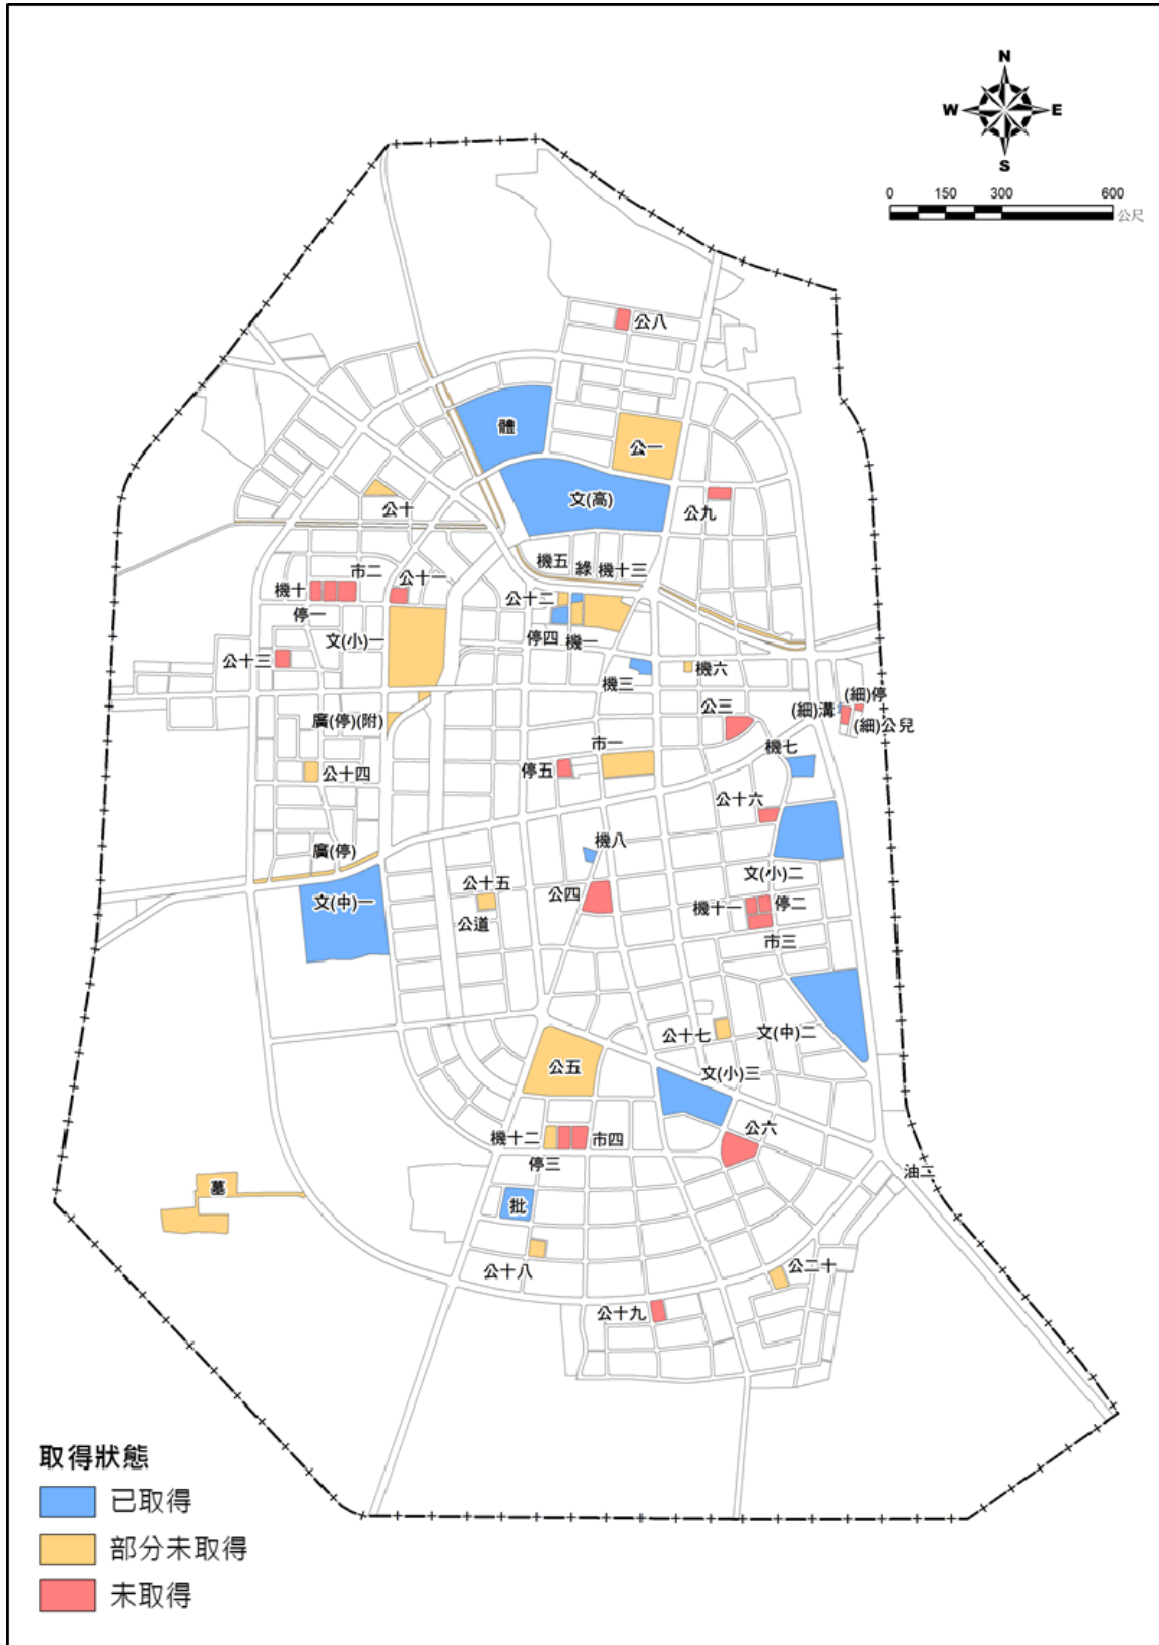 N
W E
S
0 150 300 600
公尺
公八
體
公一
文(高)
公九
公十
機五 綠 機十三
市二 公十一
機十
公十二
停一
文(小)一
停四 機一
公十三
機三 機六
(細)停
公三 (細)溝
廣(停)(附)
(細)公兒
市一
機七
停五
公十四
公十六
機八
廣(停)
文(小)二
公十五
公四
文(中)一
機十一 停二
公道
市三
公十七 文(中)二
公五
文(小)三
公六
機十二 市四
停三
油二
墓
批
公十八
公二十
公十九
取得狀態
已取得
部分未取得
未取得